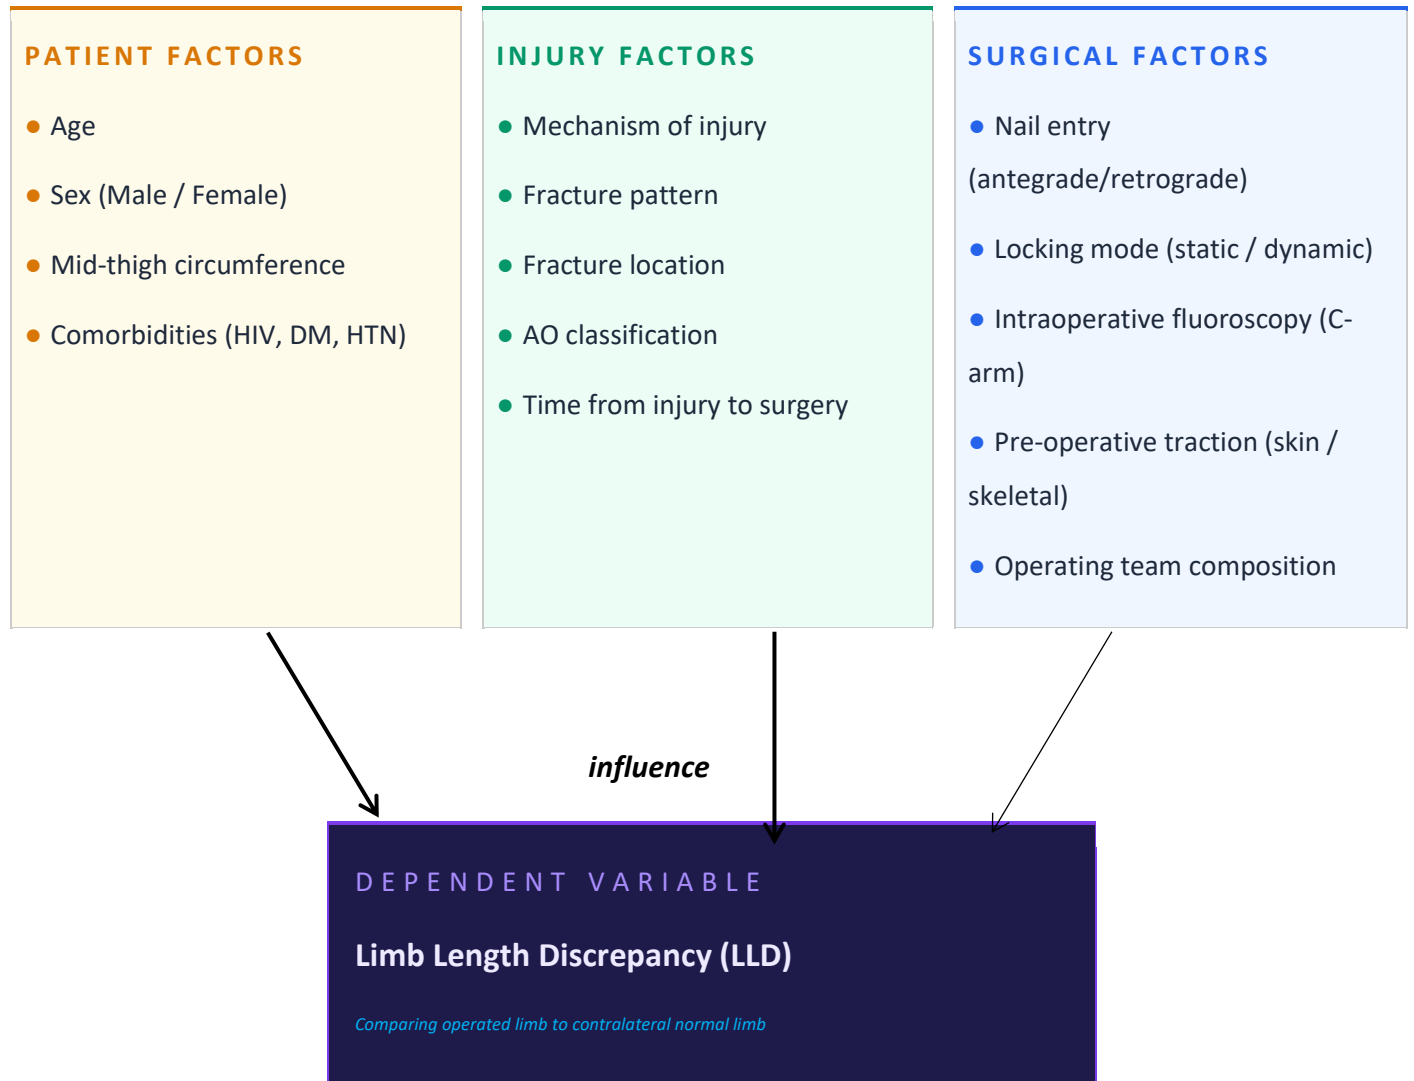 PATIENT FACTORS
● Age
● Sex (Male / Female)
● Mid-thigh circumference
● Comorbidities (HIV, DM, HTN)
INJURY FACTORS
● Mechanism of injury
● Fracture pattern
● Fracture location
● AO classification
● Time from injury to surgery
SURGICAL FACTORS
● Nail entry
(antegrade/retrograde)
● Locking mode (static / dynamic)
● Intraoperative fluoroscopy (C-
arm)
● Pre-operative traction (skin /
skeletal)
● Operating team composition
influence
DEPENDENT VARIABLE
Limb Length Discrepancy (LLD)
Comparing operated limb to contralateral normal limb